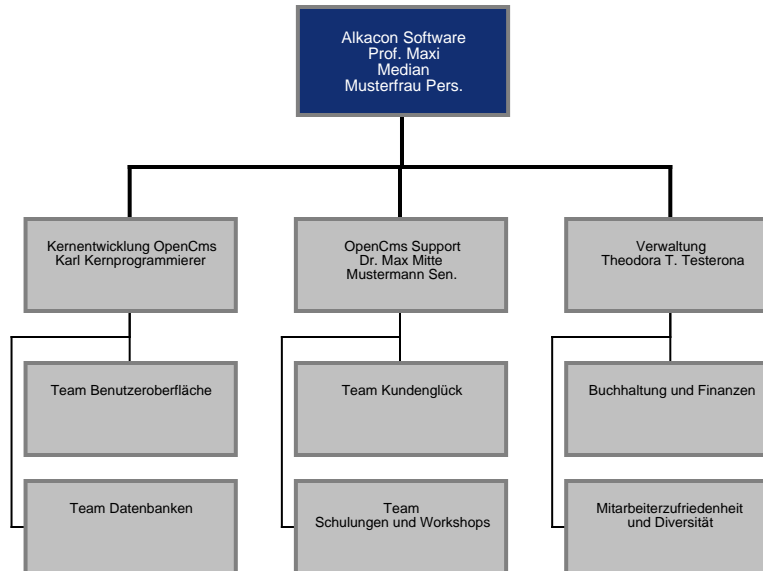 Alkacon Software
Prof. Maxi
Median
Musterfrau Pers.
Kernentwicklung OpenCms
Karl Kernprogrammierer
OpenCms Support
Dr. Max Mitte
Mustermann Sen.
Verwaltung
Theodora T. Testerona
Team Benutzeroberfläche
Team Kundenglück
Buchhaltung und Finanzen
Team Datenbanken
Team
Schulungen und Workshops
Mitarbeiterzufriedenheit
und Diversität